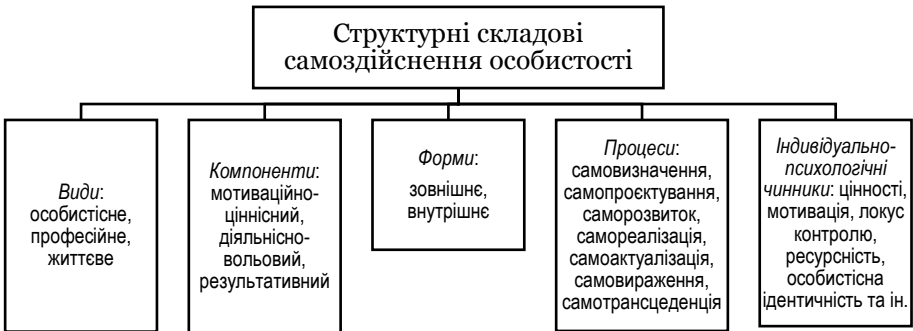 Структурні складові
самоздійснення особистості
Види:
особистісне,
професійне,
життєве
Компоненти:
мотиваційно-
ціннісний,
діяльнісно-
вольовий,
результативний
Форми:
зовнішнє,
внутрішнє
Процеси:
самовизначення,
самопроєктування,
саморозвиток,
самореалізація,
самоактуалізація,
самовираження,
самотрансцеденція
Індивідуально-
психологічні
чинники: цінності,
мотивація, локус
контролю,
ресурсність,
особистісна
ідентичність та ін.